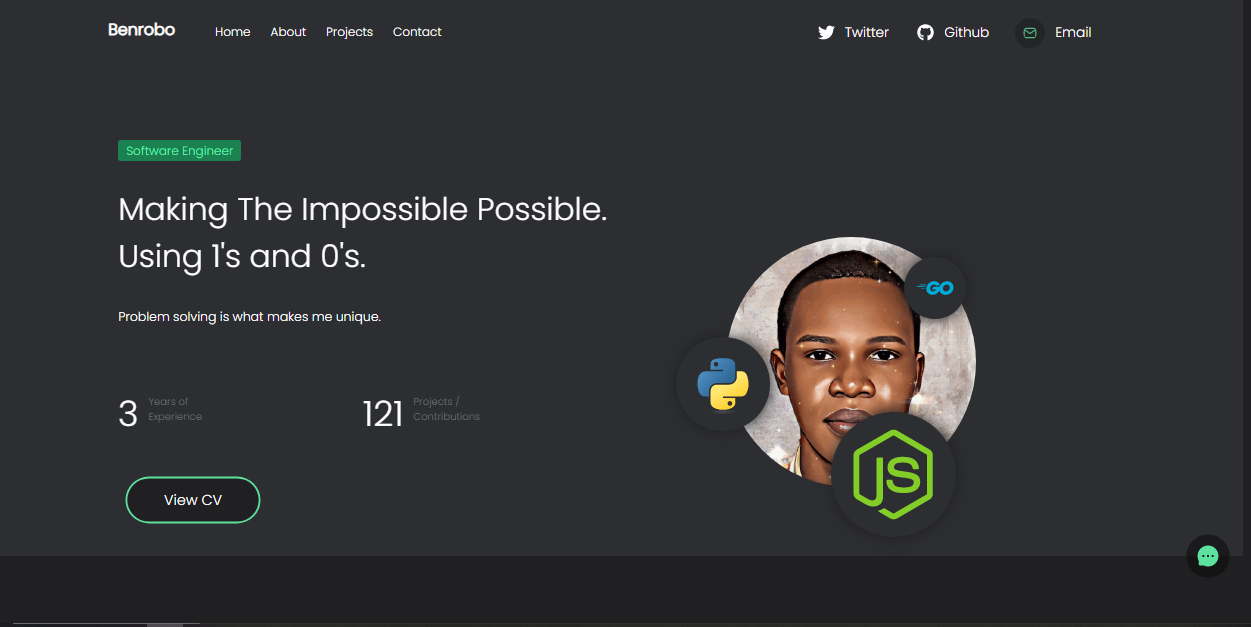 Benrobo
Home About Projects Contact
Twitter Github Email
Software Engineer
Making The Impossible Possible.
Using 1's and 0's.
Problem solving is what makes me unique.
3 Years of
Experience
121 Projects /
Contributions
View CV
GO
JS